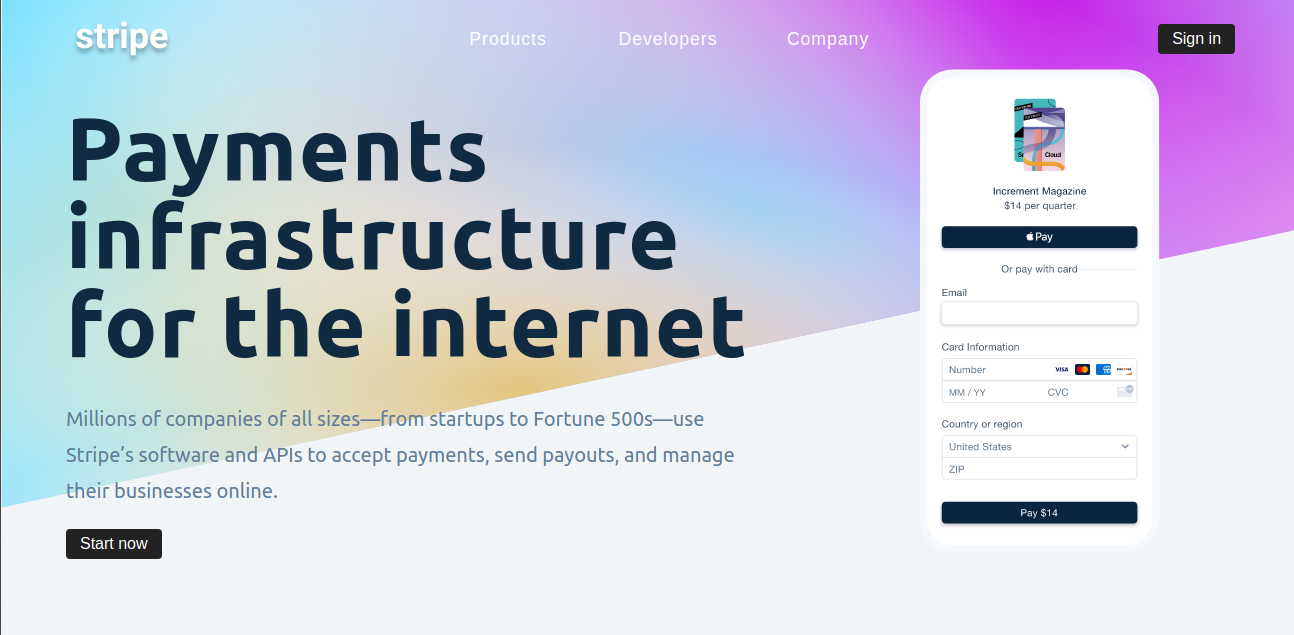 stripe
Products
Developers
Company
Sign in
Payments
infrastructure
for the internet
Millions of companies of all sizes—from startups to Fortune 500s—use
Stripe’s software and APIs to accept payments, send payouts, and manage
their businesses online.
Start now
Cloud
Increment Magazine
$14 per quarter
Pay
Or pay with card
Email
Card Information
Number
VISA
MM / YY
CVC
Country or region
United States
ZIP
Pay $14